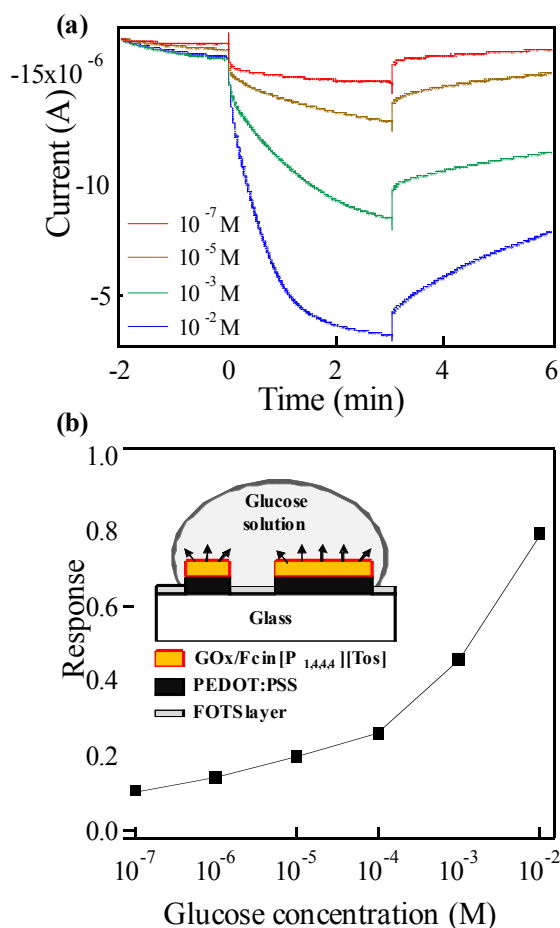 (a)
-15x10 -6
-10
-5
Current (A)
10 -7 M
10 -5 M
10 -3 M
10 -2 M
-2 0 2 4 6
Time (min)
(b)
1.0
0.8
0.6
0.4
0.2
0.0
Response
Glucose
solution
Glass
GOx/Fcin[P 1,4,4,4][Tos]
PEDOT:PSS
FOTSlayer
10-7 10-6 10-5 10-4 10-3 10-2
Glucose concentration (M)